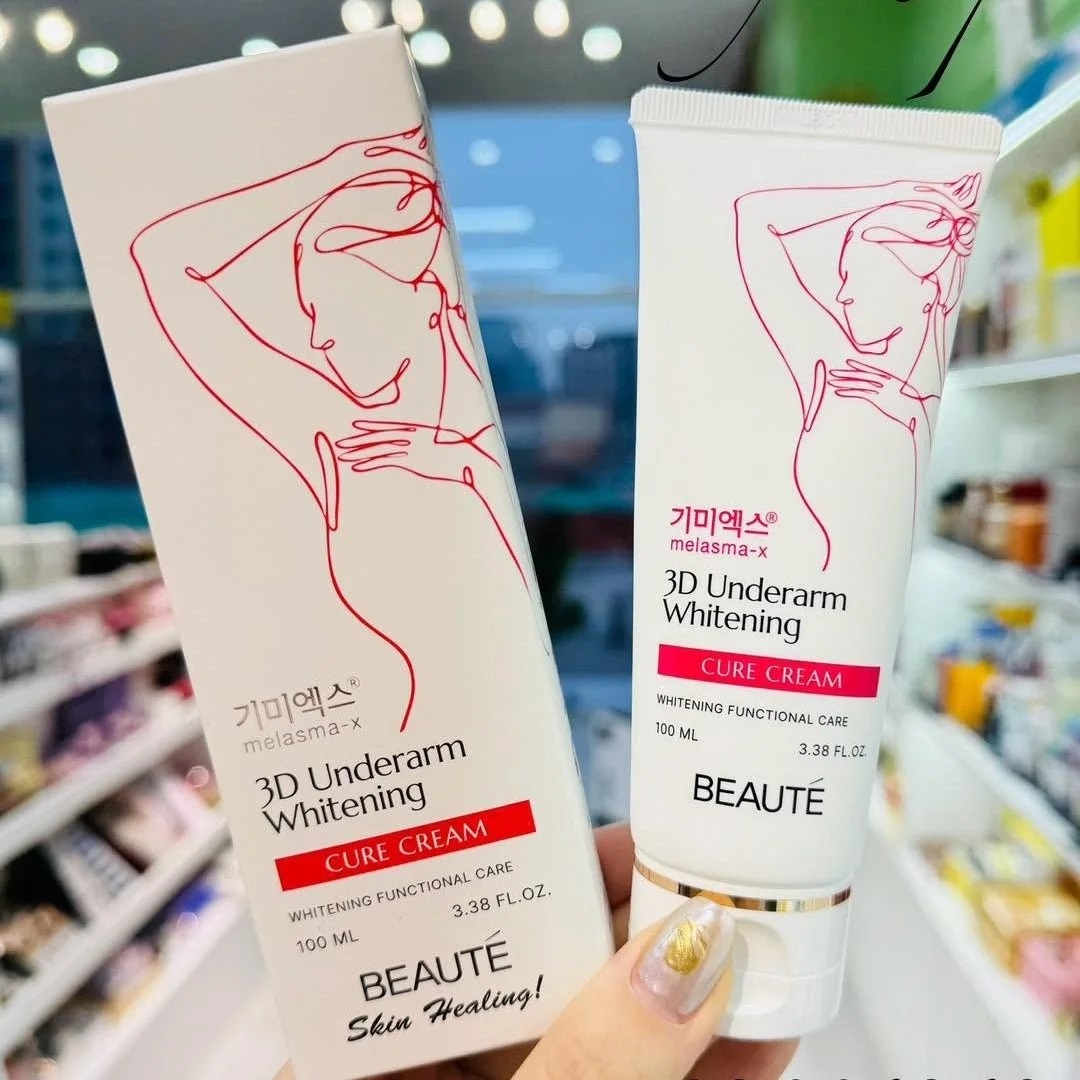 기미엑스®
melasma-x
3D Underarm
Whitening
CURE CREAM
WHITENING FUNCTIONAL CARE
100 ML
3.38 FL.OZ.
BEAUTÉ
Skin Healing!
기미엑스®
melasma-x
3D Underarm
Whitening
CURE CREAM
WHITENING FUNCTIONAL CARE
100 ML
3.38 FL.OZ.
BEAUTÉ